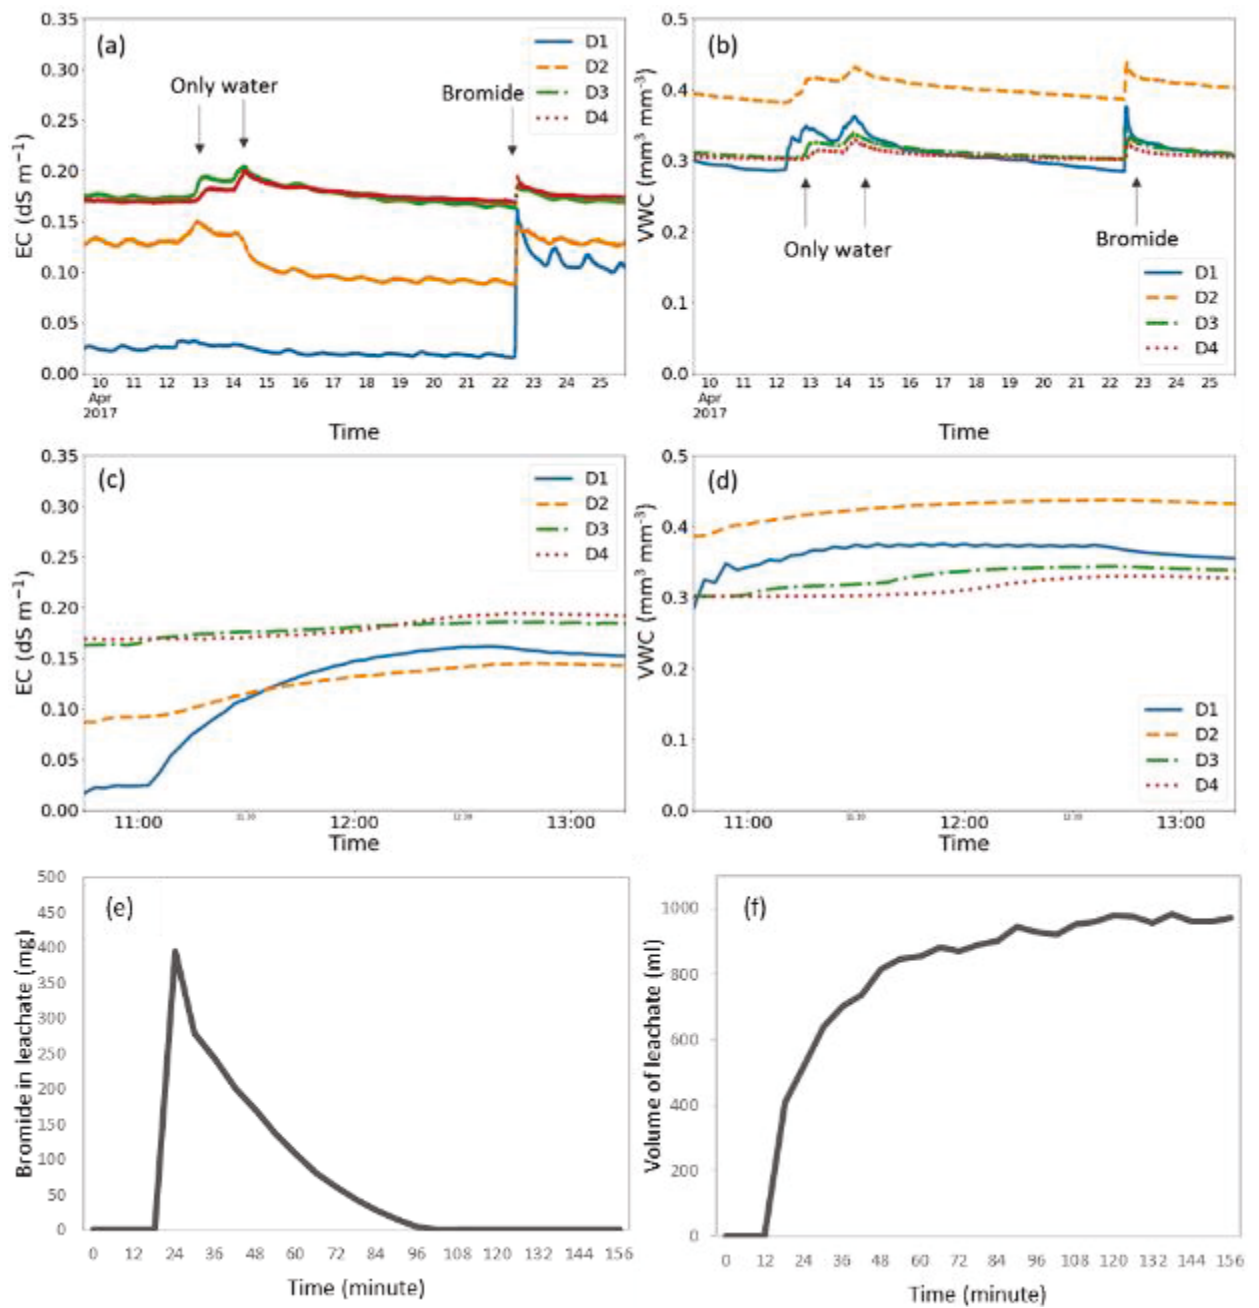 (a)
D1
D2
D3
D4
Only water
Bromide
EC (dS m⁻¹)
0.35
0.30
0.25
0.20
0.15
0.10
0.05
0.00
10 11 12 13 14 15 16 17 18 19 20 21 22 23 24 25
Apr
2017
Time
(b)
VWC (mm³ mm⁻³)
0.5
0.4
0.3
0.2
0.1
0.0
Only water
Bromide
D1
D2
D3
D4
10 11 12 13 14 15 16 17 18 19 20 21 22 23 24 25
Apr
2017
Time
(c)
D1
D2
D3
D4
EC (dS m⁻¹)
0.35
0.30
0.25
0.20
0.15
0.10
0.05
0.00
11:00 11:30 12:00 12:30 13:00
Time
(d)
VWC (mm³ mm⁻³)
0.5
0.4
0.3
0.2
0.1
0.0
D1
D2
D3
D4
11:00 11:30 12:00 12:30 13:00
Time
(e)
Bromide in leachate (mg)
500
450
400
350
300
250
200
150
100
50
0
0 12 24 36 48 60 72 84 96 108 120 132 144 156
Time (minute)
(f)
Volume of leachate (ml)
1000
800
600
400
200
0
0 12 24 36 48 60 72 84 96 108 120 132 144 156
Time (minute)